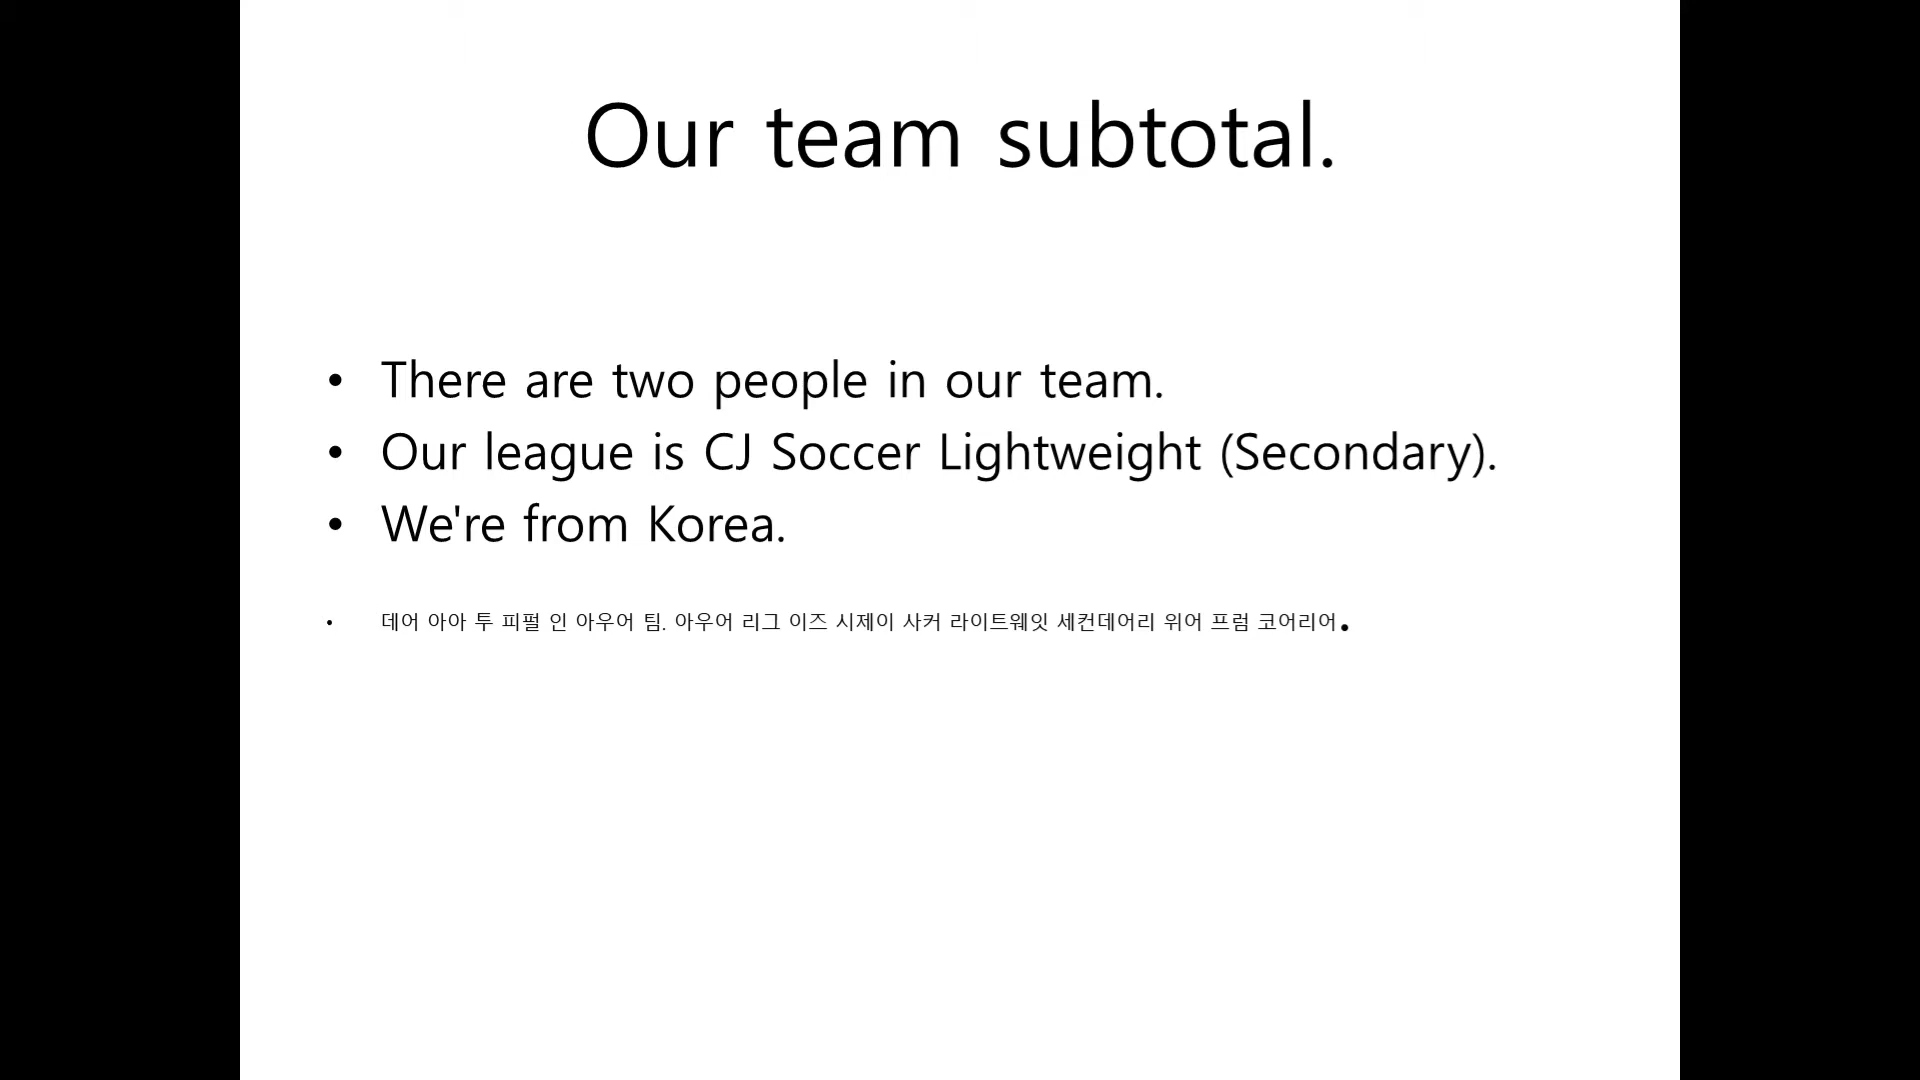 Our team subtotal.
• There are two people in our team.
• Our league is CJ Soccer Lightweight (Secondary).
• We're from Korea.
• 데어 아아 투 피펄 인 아우어 팀. 아우어 리그 이즈 시제이 사커 라이트웨잇 세컨데어리 위어 프럼 코어리어.